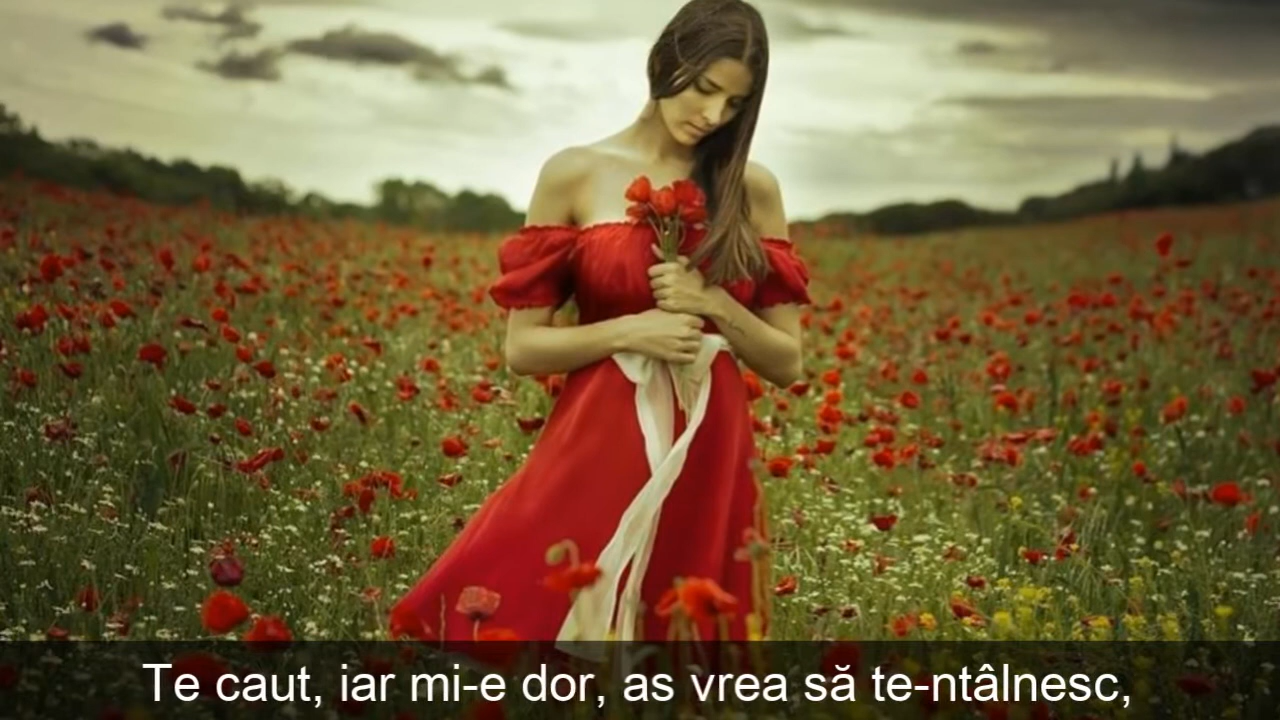 Te caut, iar mi-e dor, as vrea să te-ntâlnesc,